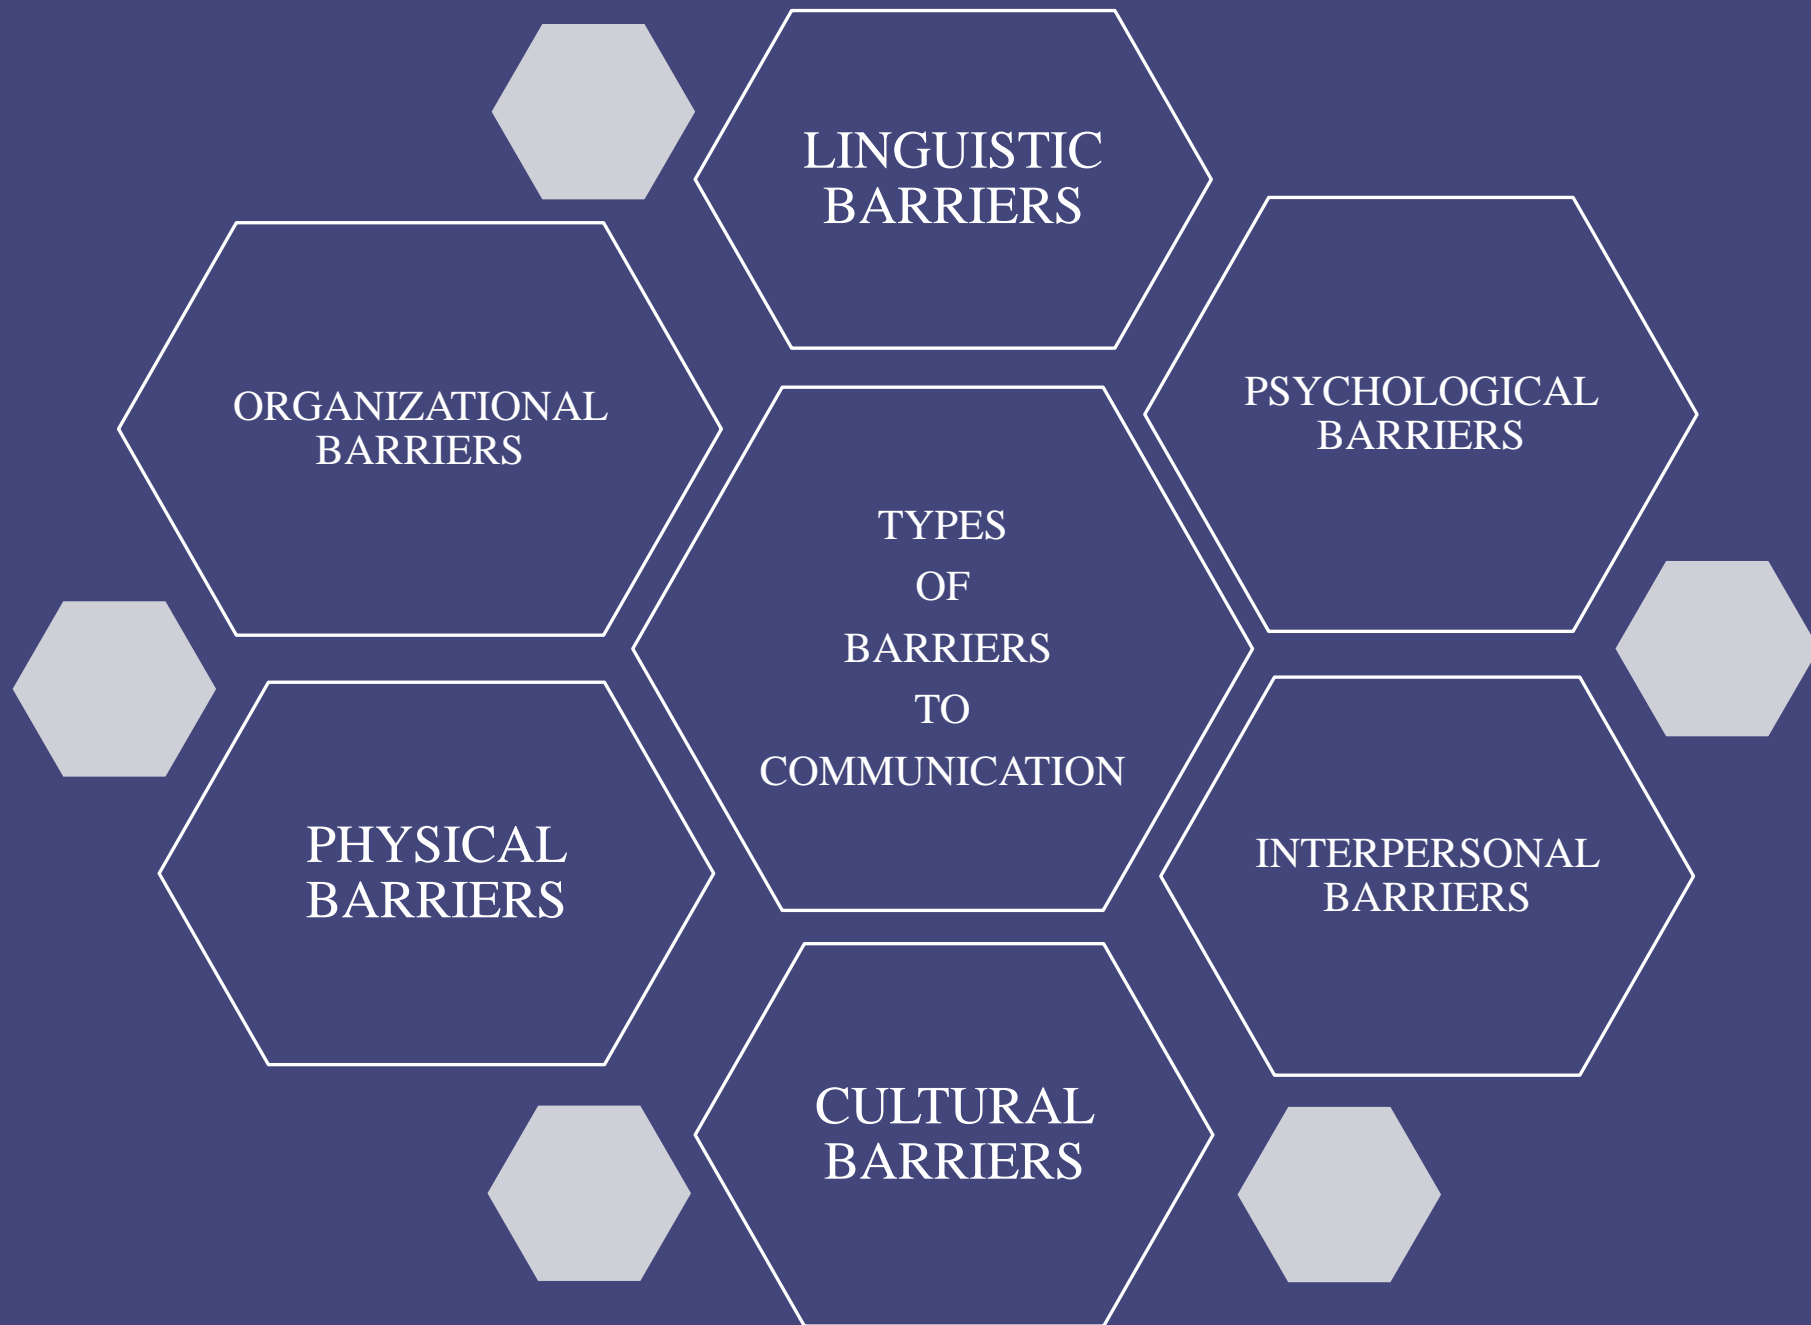 LINGUISTIC
BARRIERS
ORGANIZATIONAL
BARRIERS
PSYCHOLOGICAL
BARRIERS
TYPES
OF
BARRIERS
TO
COMMUNICATION
PHYSICAL
BARRIERS
INTERPERSONAL
BARRIERS
CULTURAL
BARRIERS